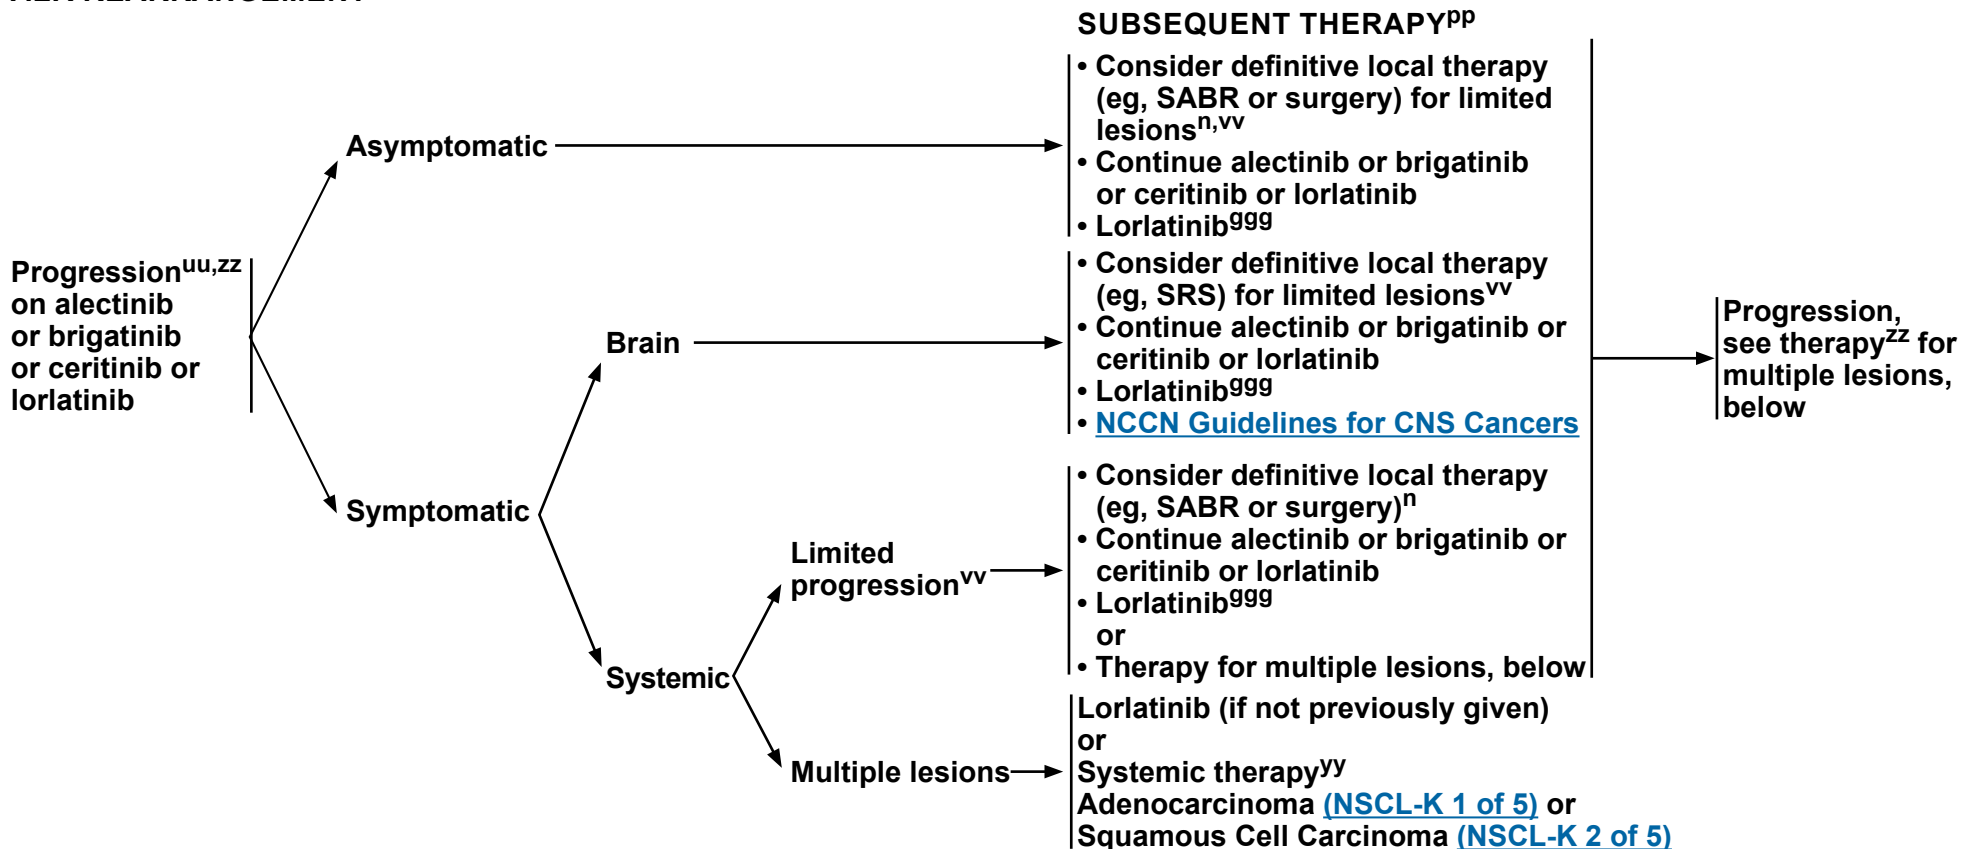 SUBSEQUENT THERAPYpp
• Consider definitive local therapy
(eg, SABR or surgery) for limited
lesionsn,vv
• Continue alectinib or brigatinib
or ceritinib or lorlatinib
• Lorlatinibggg
Asymptomatic
Progressionuu,zz
on alectinib
or brigatinib
or ceritinib or
lorlatinib
Brain
• Consider definitive local therapy
(eg, SRS) for limited lesionsvv
• Continue alectinib or brigatinib or
ceritinib or lorlatinib
• Lorlatinibggg
• NCCN Guidelines for CNS Cancers
Progression,
see therapyzz for
multiple lesions,
below
Symptomatic
Limited
progressionvv
• Consider definitive local therapy
(eg, SABR or surgery)n
• Continue alectinib or brigatinib or
ceritinib or lorlatinib
• Lorlatinibggg
or
• Therapy for multiple lesions, below
Systemic
Multiple lesions
Lorlatinib (if not previously given)
or
Systemic therapyyy
Adenocarcinoma (NSCL-K 1 of 5) or
Squamous Cell Carcinoma (NSCL-K 2 of 5)